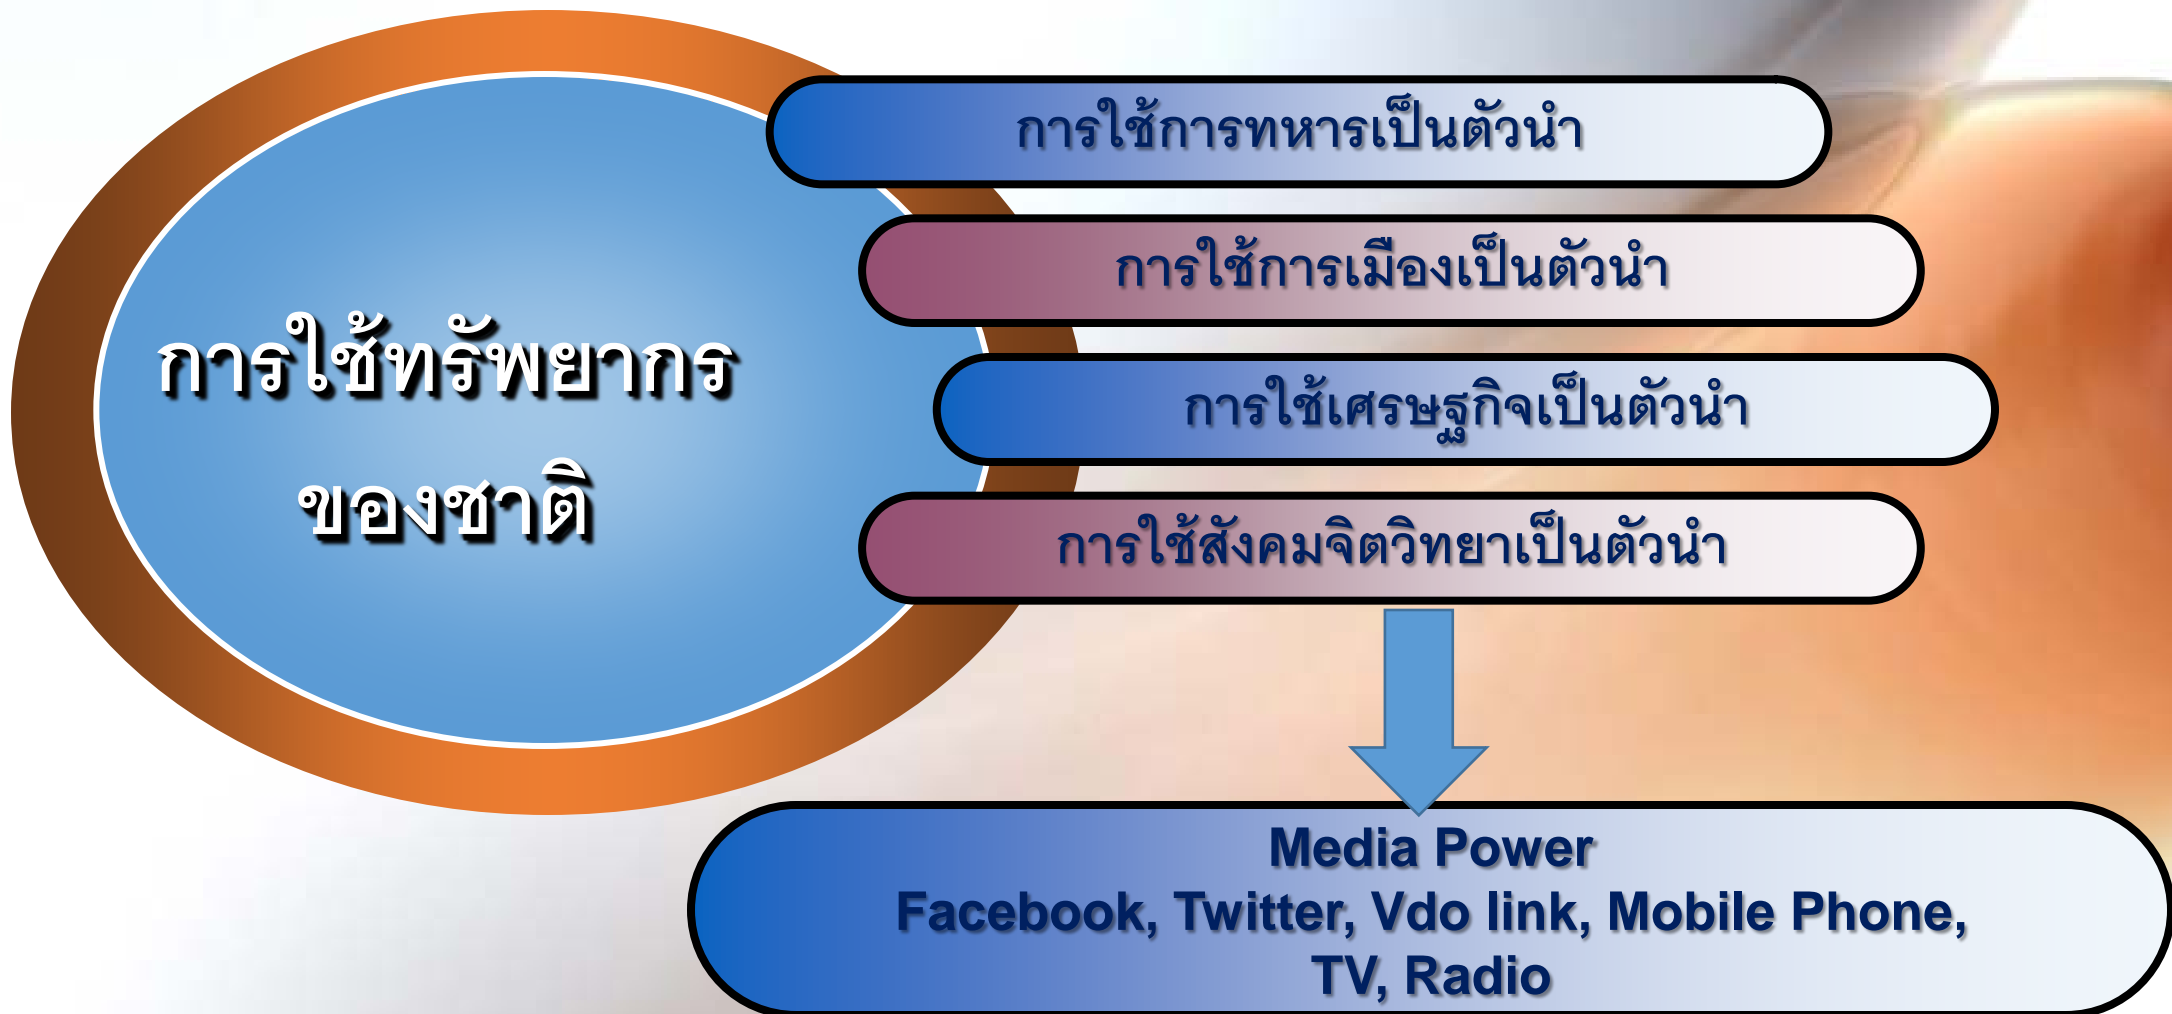 การใช้ทรัพยากร
ของชาติ
การใช้การทหารเป็นตัวนำ
การใช้การเมืองเป็นตัวนำ
การใช้เศรษฐกิจเป็นตัวนำ
การใช้สังคมจิตวิทยาเป็นตัวนำ
Media Power
Facebook, Twitter, Vdo link, Mobile Phone,
TV, Radio